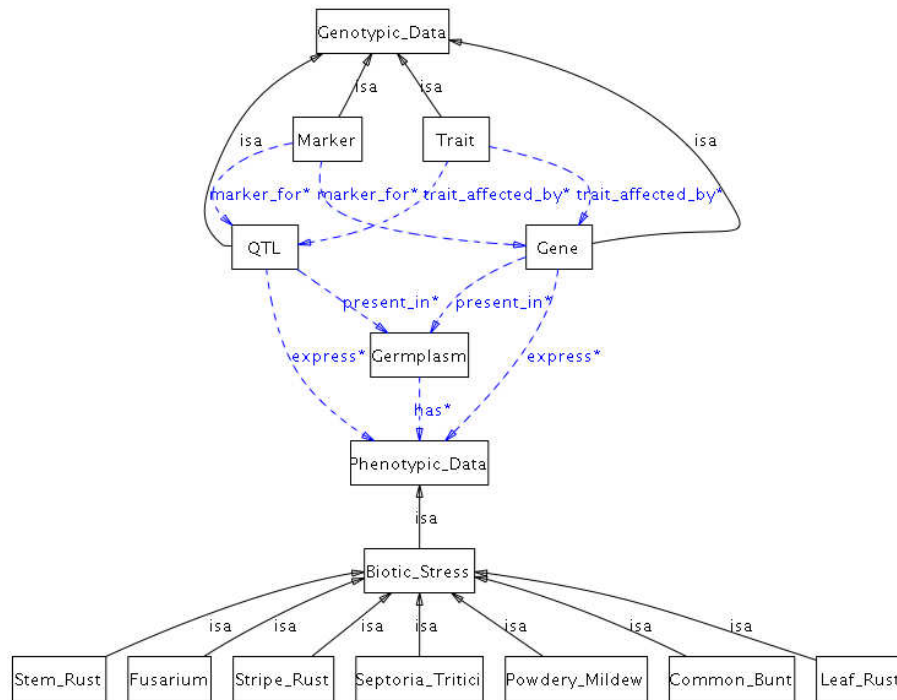 Genotypic_Data
isa
isa
isa
isa
Marker
Trait
marker_for*
marker_for*
trait_affected_by*
trait_affected_by*
QTL
Gene
present_in*
present_in*
express*
Germplasm
express*
has*
Phenotypic_Data
isa
Biotic_Stress
isa
isa
isa
isa
isa
isa
isa
Stem_Rust
Fusarium
Stripe_Rust
Septoria_Tritici
Powdery_Mildew
Common_Bunt
Leaf_Rust